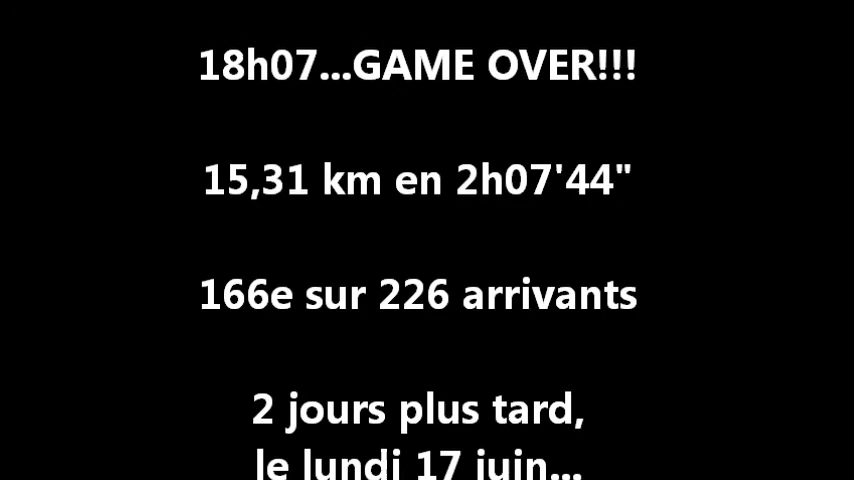 18h07...GAME OVER!!!
15,31 km en 2h07'44"
166e sur 226 arrivants
2 jours plus tard,
le lundi 17 juin...